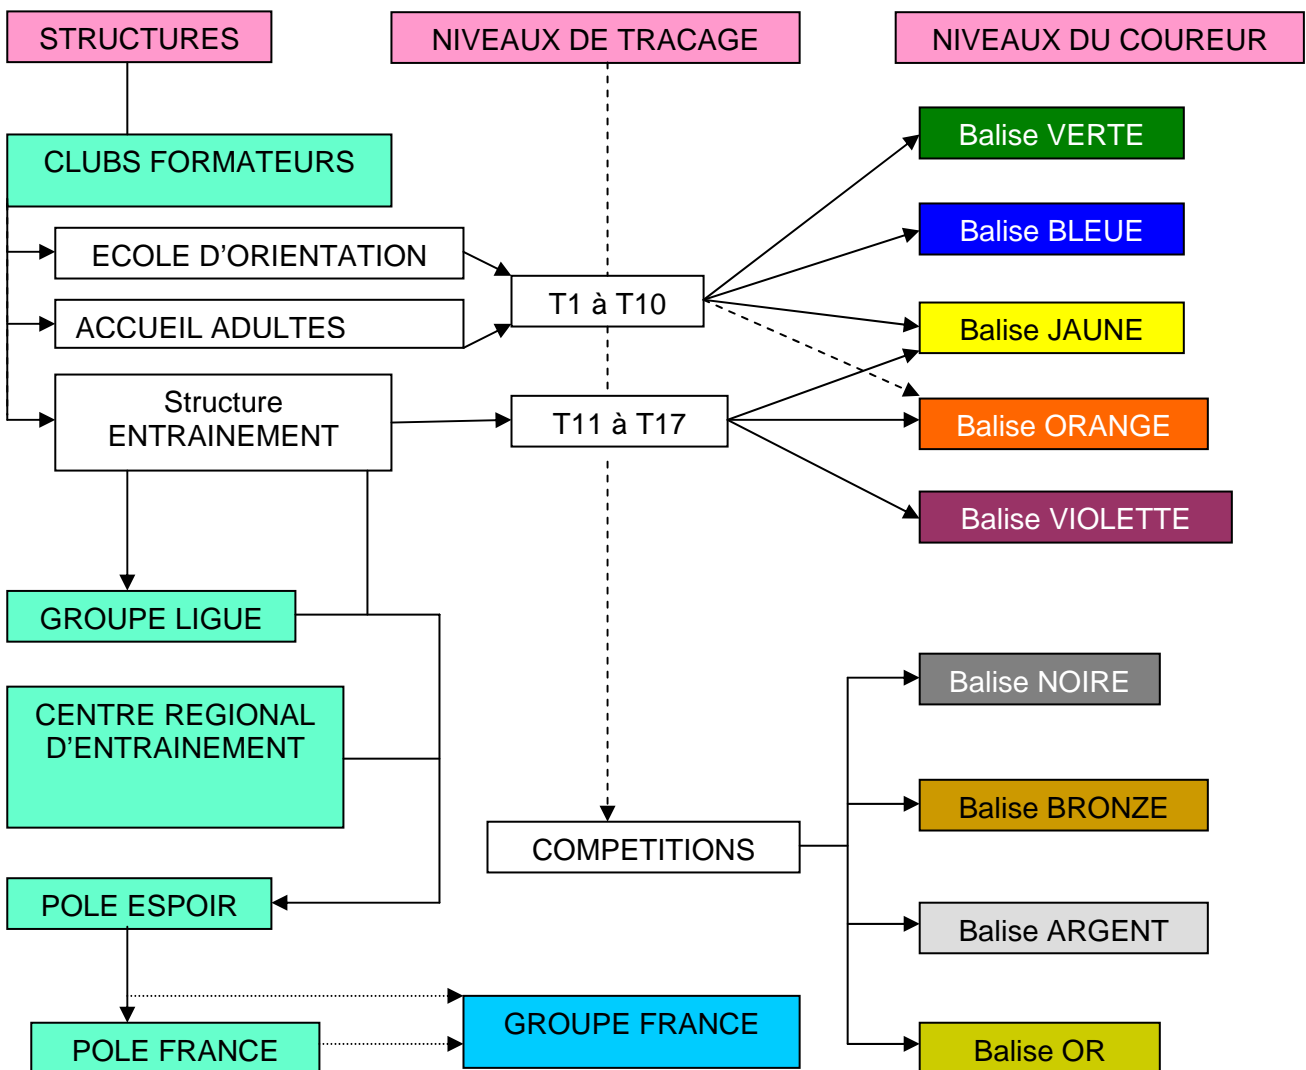 STRUCTURES
NIVEAUX DE TRACAGE
NIVEAUX DU COUREUR
Balise VERTE
CLUBS FORMATEURS
Balise BLEUE
ECOLE D’ORIENTATION
T1 à T10
ACCUEIL ADULTES
Balise JAUNE
Structure
ENTRAINEMENT
T11 à T17
Balise ORANGE
Balise VIOLETTE
GROUPE LIGUE
Balise NOIRE
CENTRE REGIONAL
D’ENTRAINEMENT
Balise BRONZE
COMPETITIONS
POLE ESPOIR
Balise ARGENT
GROUPE FRANCE
POLE FRANCE
Balise OR